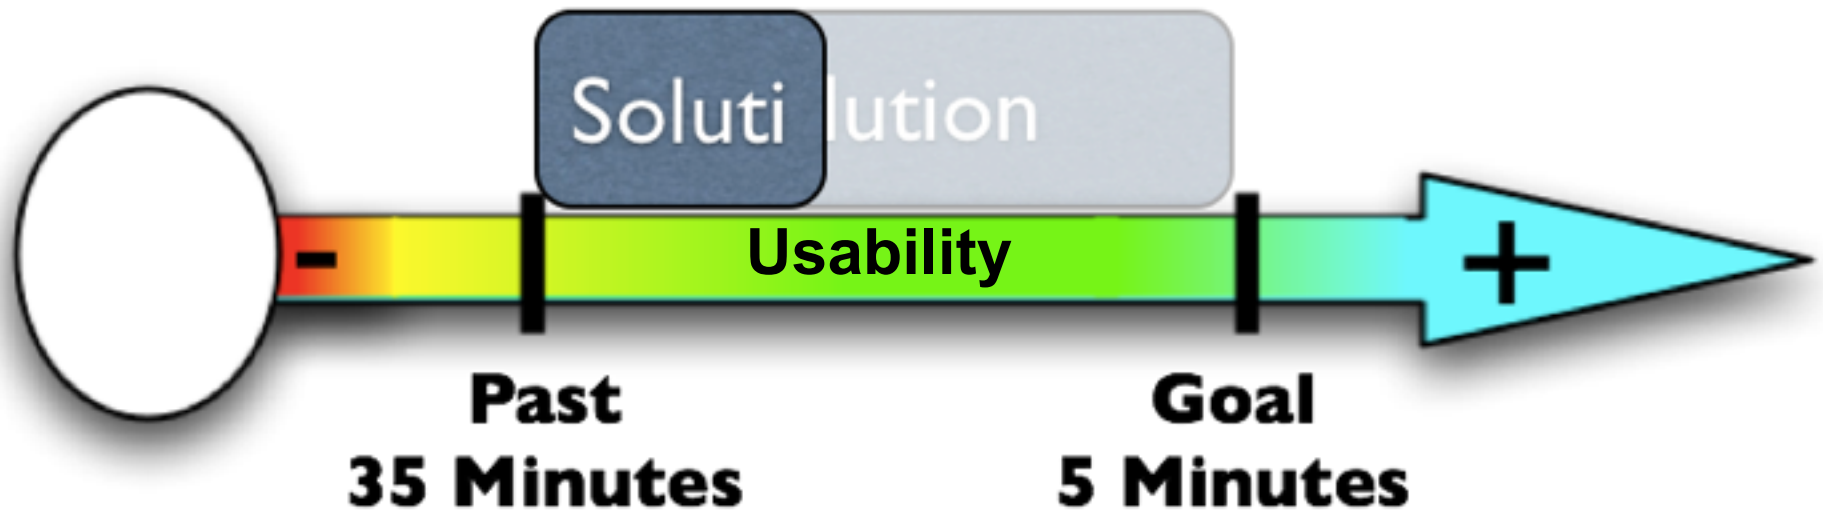 Soluti lution
- Usability +
Past Goal
35 Minutes 5 Minutes